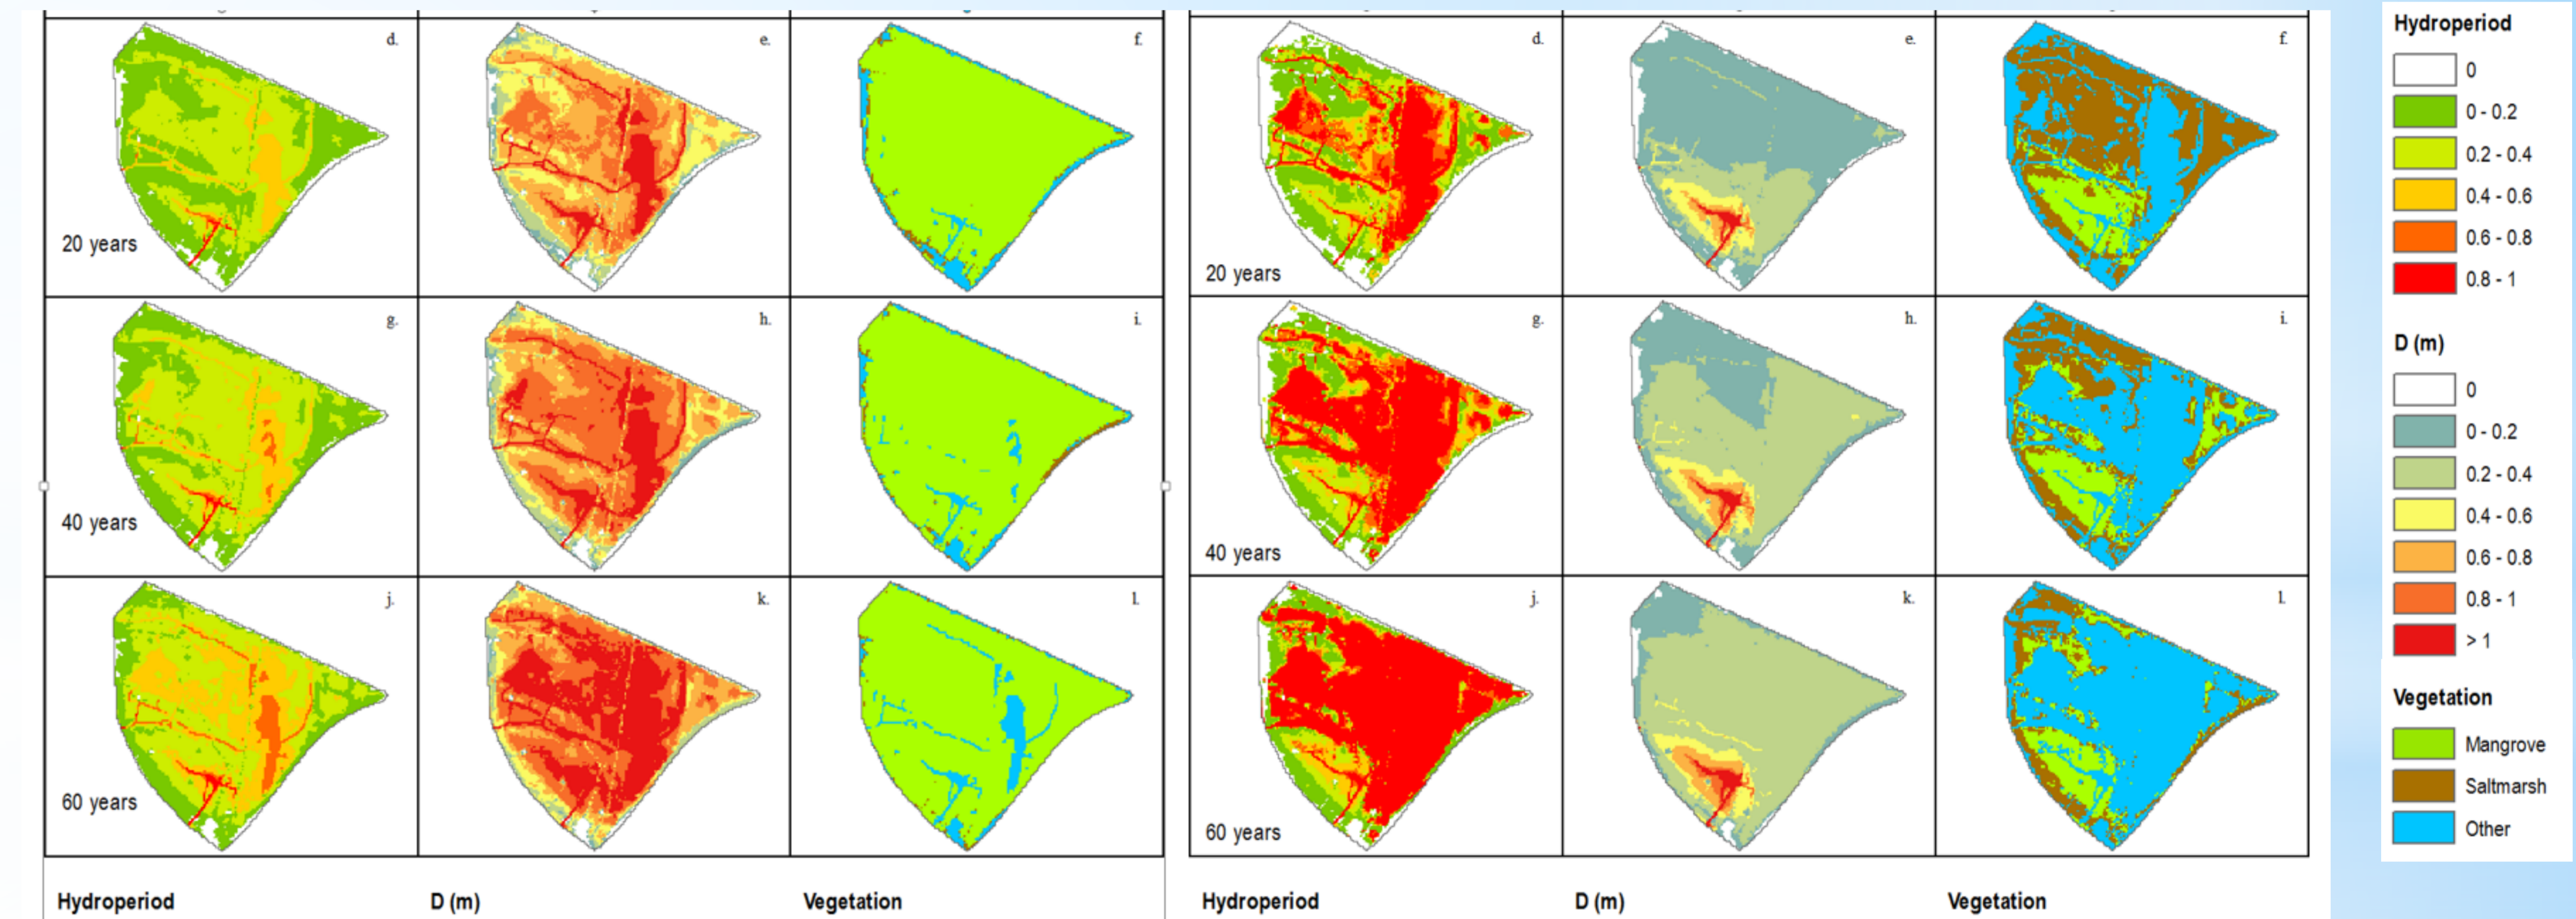 d.
e.
f.
20 years
g.
h.
i.
40 years
j.
k.
l.
60 years
Hydroperiod
D (m)
Vegetation
d.
e.
f.
20 years
g.
h.
i.
40 years
j.
k.
l.
60 years
Hydroperiod
D (m)
Vegetation
Hydroperiod
0
0 - 0.2
0.2 - 0.4
0.4 - 0.6
0.6 - 0.8
0.8 - 1
D (m)
0
0 - 0.2
0.2 - 0.4
0.4 - 0.6
0.6 - 0.8
0.8 - 1
> 1
Vegetation
Mangrove
Saltmarsh
Other